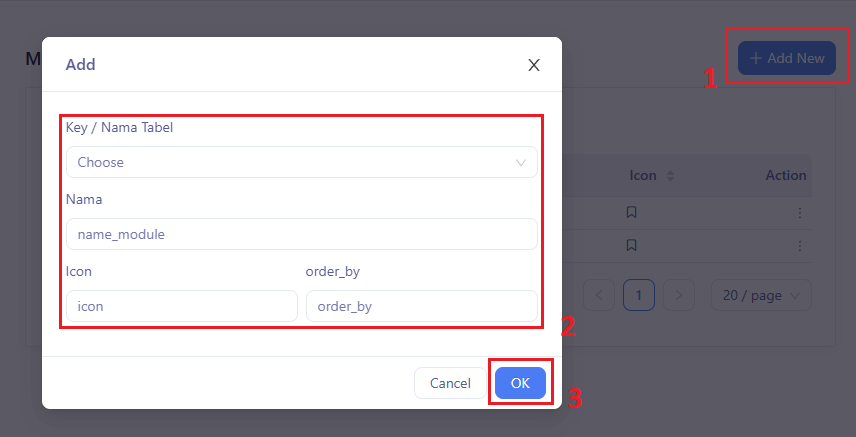 M
+ Add New
1
Add
Key / Nama Tabel
Choose
Nama
name_module
Icon order_by
icon order_by
2
Cancel OK
3
Icon Action
1 20 / page